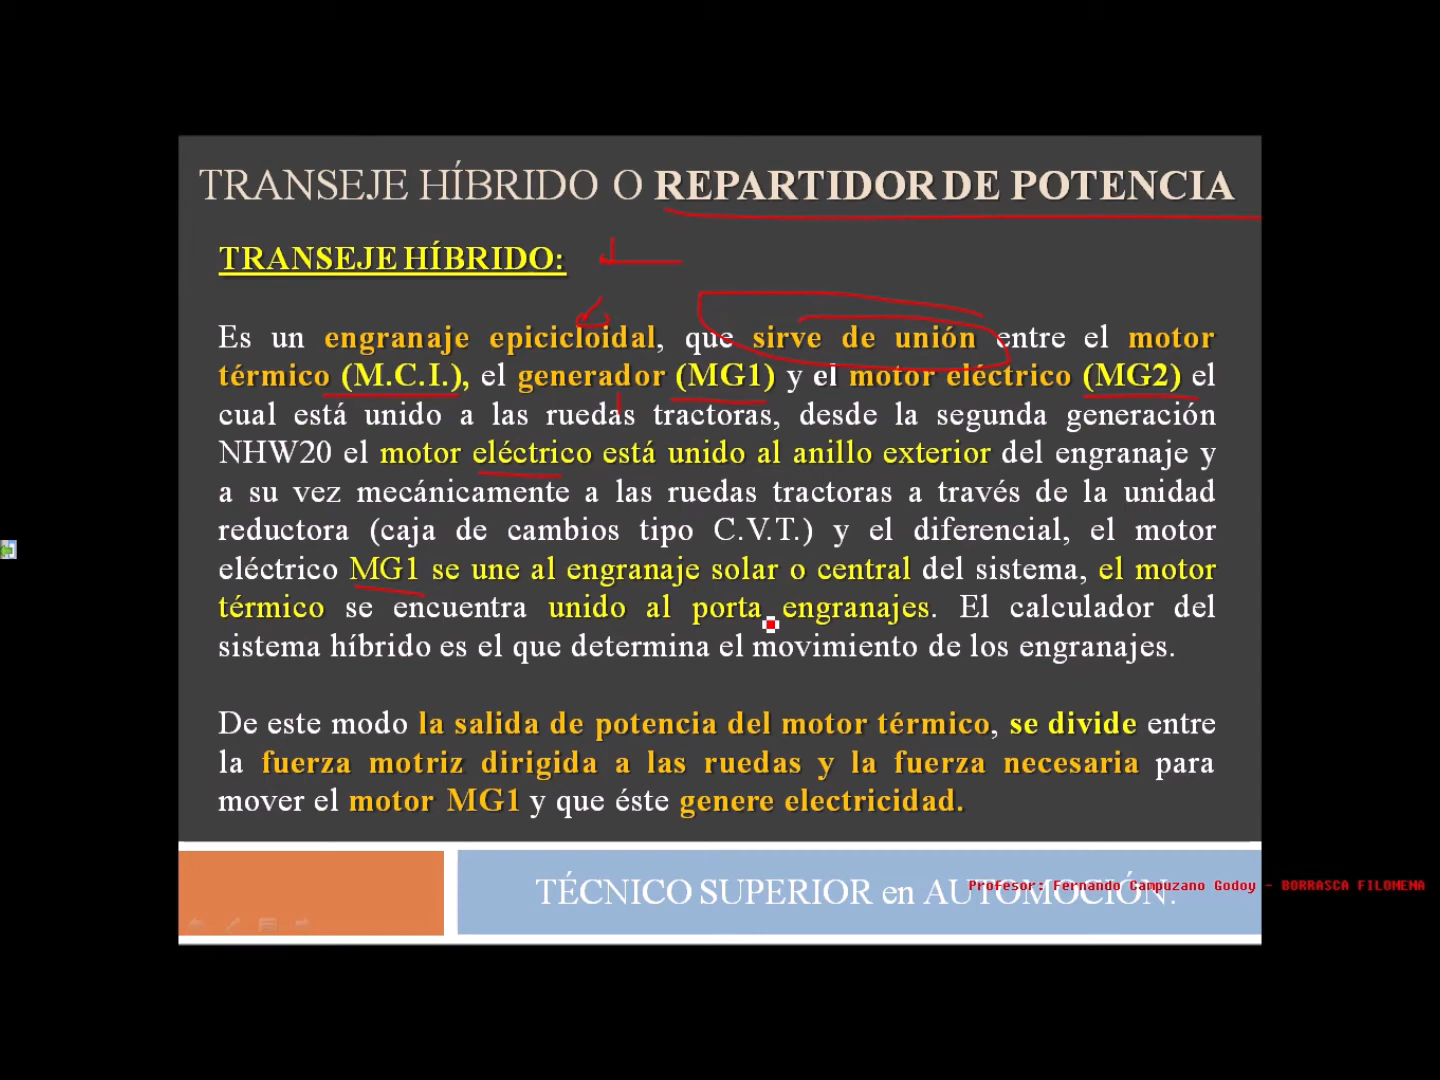 TRANSEJE HÍBRIDO O REPARTIDOR DE POTENCIA
TRANSEJE HÍBRIDO:
Es un engranaje epicicloidal, que sirve de unión entre el motor
térmico (M.C.I.), el generador (MG1) y el motor eléctrico (MG2) el
cual está unido a las ruedas tractoras, desde la segunda generación
NHW20 el motor eléctrico está unido al anillo exterior del engranaje y
a su vez mecánicamente a las ruedas tractoras a través de la unidad
reductora (caja de cambios tipo C.V.T.) y el diferencial, el motor
eléctrico MG1 se une al engranaje solar o central del sistema, el motor
térmico se encuentra unido al porta engranajes. El calculador del
sistema híbrido es el que determina el movimiento de los engranajes.
De este modo la salida de potencia del motor térmico, se divide entre
la fuerza motriz dirigida a las ruedas y la fuerza necesaria para
mover el motor MG1 y que éste genere electricidad.
TÉCNICO SUPERIOR en AUTOMOCIÓN.
Profesor: Fernando Campuzano Godoy - BORRASCA FILOMENA